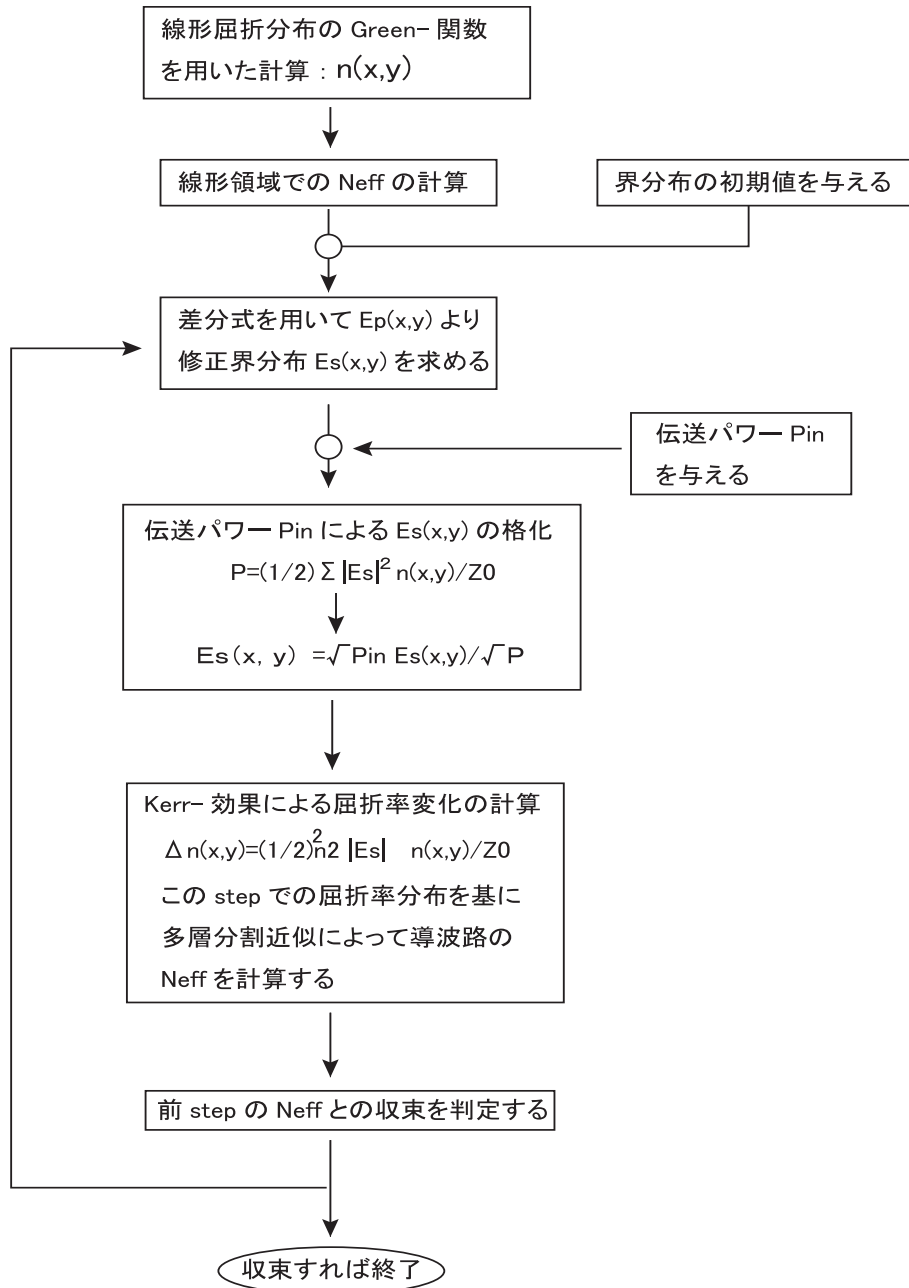 線形屈折分布の Green- 関数
を用いた計算 : n(x,y)
線形領域での Neff の計算
界分布の初期値を与える
差分式を用いて Ep(x,y) より
修正界分布 Es(x,y) を求める
伝送パワー Pin
を与える
伝送パワー Pin による Es(x,y) の格化
P=(1/2) Σ |Es|² n(x,y)/Z0
Es(x, y) =√Pin Es(x,y)/√P
Kerr- 効果による屈折率変化の計算
Δn(x,y)=(1/2)²n2 |Es| n(x,y)/Z0
この step での屈折率分布を基に
多層分割近似によって導波路の
Neff を計算する
前 step の Neff との収束を判定する
収束すれば終了